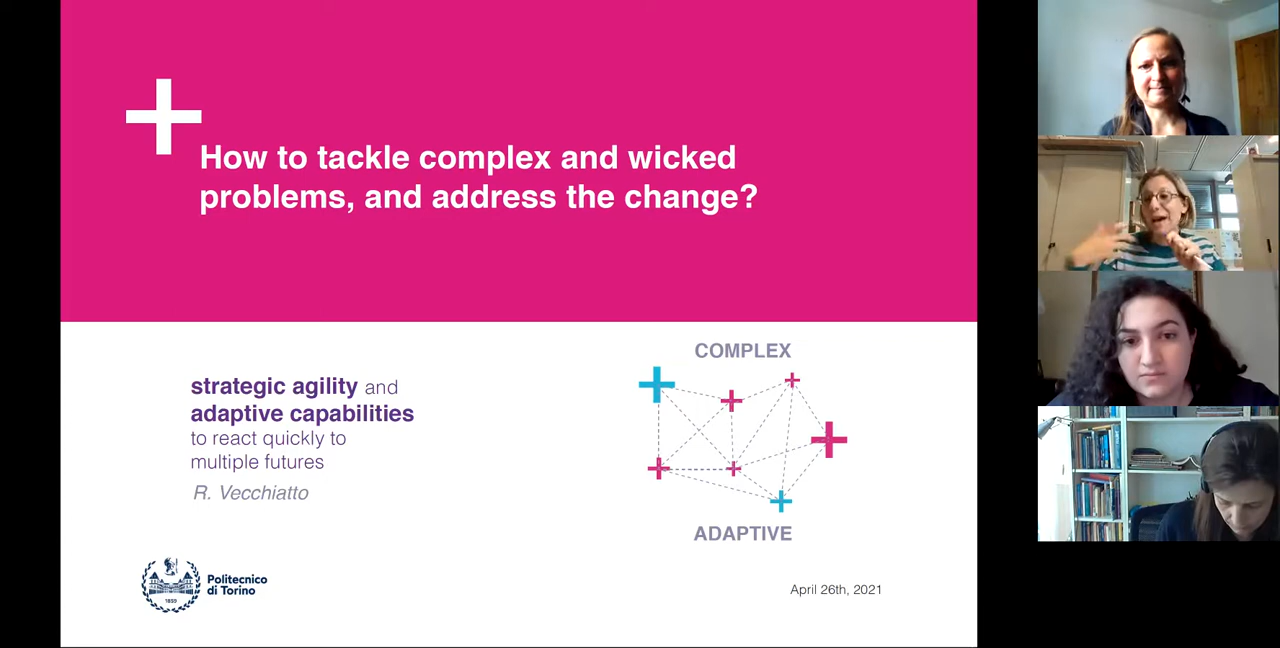 How to tackle complex and wicked
problems, and address the change?
strategic agility and
adaptive capabilities
to react quickly to
multiple futures
R. Vecchiatto
COMPLEX
ADAPTIVE
1859
Politecnico
di Torino
April 26th, 2021